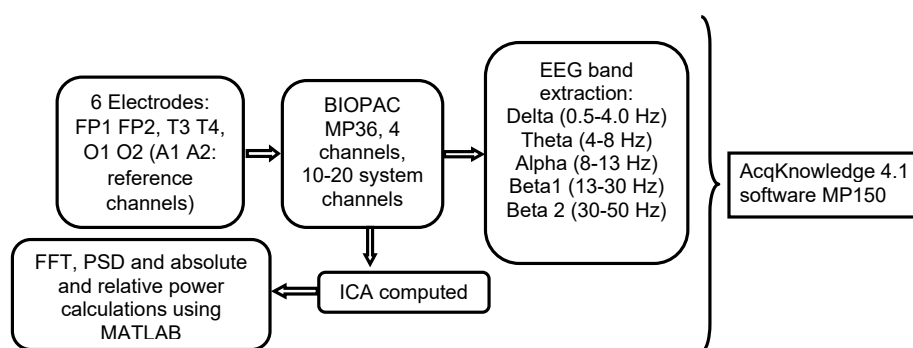 6 Electrodes:
FP1 FP2, T3 T4,
O1 O2 (A1 A2:
reference
channels)
BIOPAC
MP36, 4
channels,
10-20 system
channels
EEG band
extraction:
Delta (0.5-4.0 Hz)
Theta (4-8 Hz)
Alpha (8-13 Hz)
Beta1 (13-30 Hz)
Beta 2 (30-50 Hz)
AcqKnowledge 4.1
software MP150
FFT, PSD and absolute
and relative power
calculations using
MATLAB
ICA computed